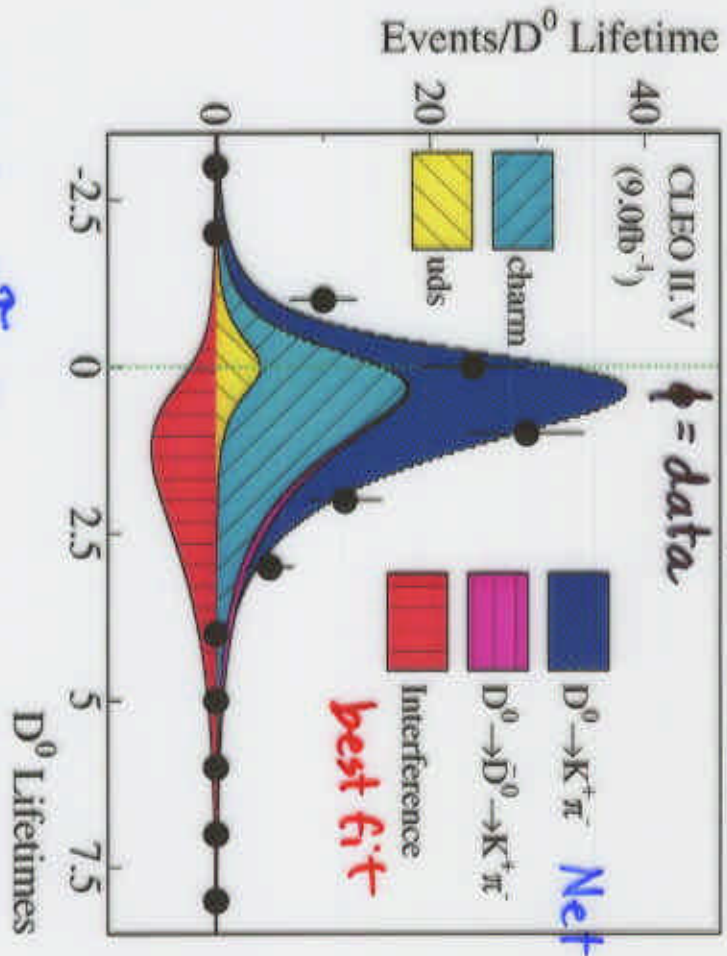 Events/D⁰ Lifetime
40
20
0
CLEO II.V
(9.0fb⁻¹)
charm
uds
= data
D⁰→K⁺π⁻
Net
D⁰→D̄⁰→K⁺π⁻
Interference
best fit
-2.5
0
2.5
5
7.5
D⁰ Lifetimes